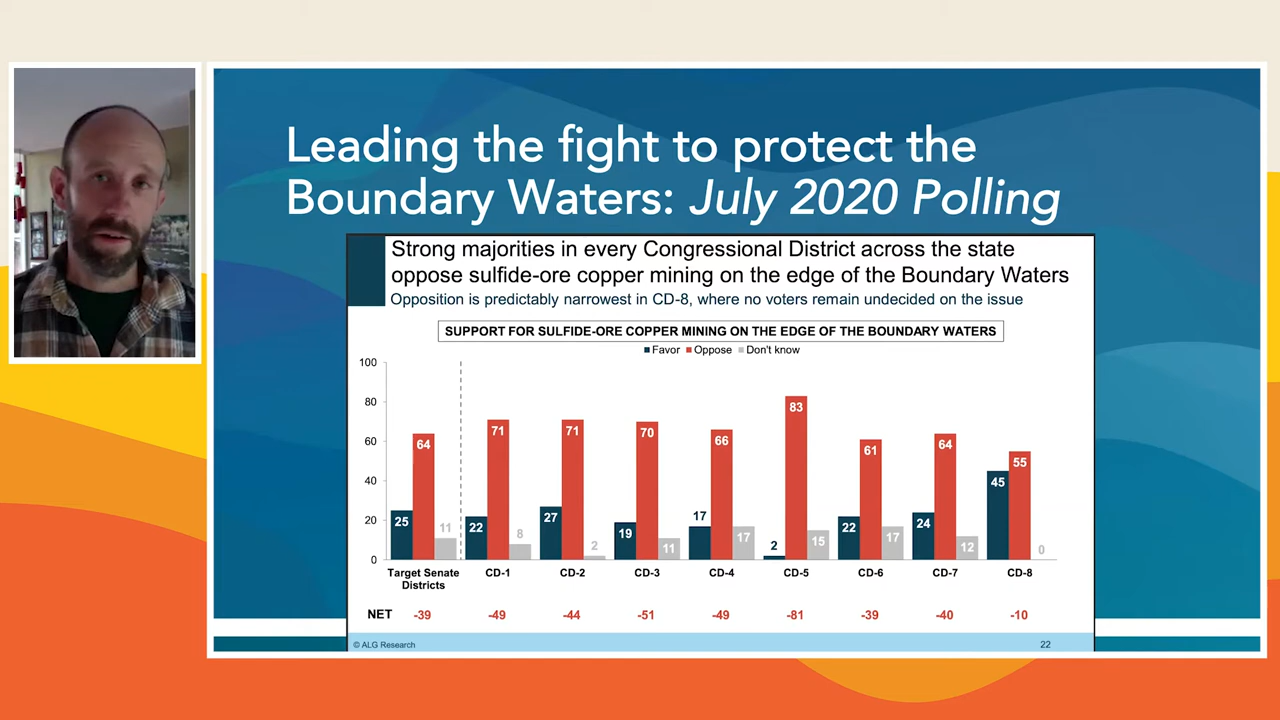 Leading the fight to protect the
Boundary Waters: July 2020 Polling
Strong majorities in every Congressional District across the state
oppose sulfide-ore copper mining on the edge of the Boundary Waters
Opposition is predictably narrowest in CD-8, where no voters remain undecided on the issue
SUPPORT FOR SULFIDE-ORE COPPER MINING ON THE EDGE OF THE BOUNDARY WATERS
Favor Oppose Don't know
100
80
60
40
20
0
25 64 11
22 71 8
27 71 2
19 70 11
17 66 17
2 83 15
22 61 17
24 64 12
45 55 0
Target Senate
Districts
CD-1 CD-2 CD-3 CD-4 CD-5 CD-6 CD-7 CD-8
NET -39 -49 -44 -51 -49 -81 -39 -40 -10
© ALG Research
22